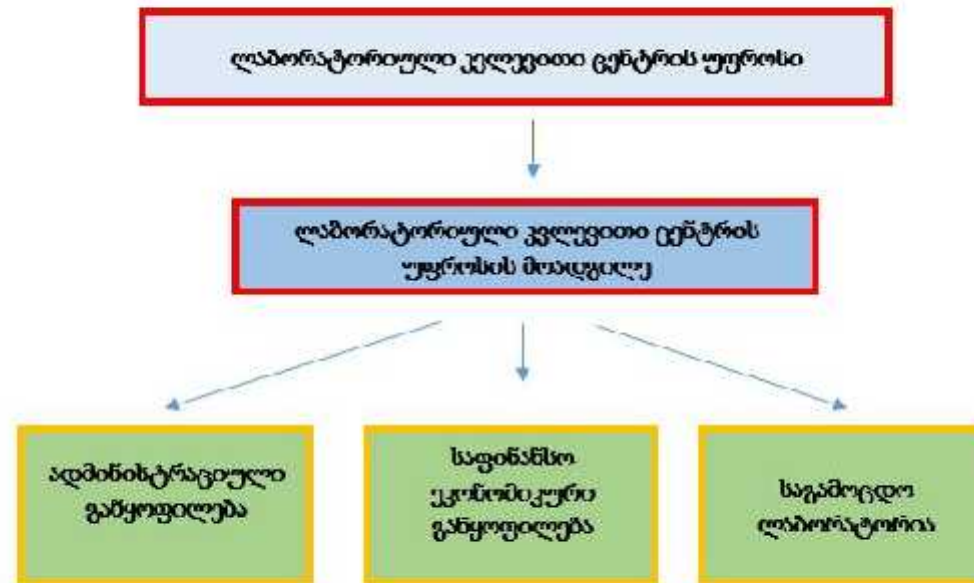 ლაბორატორიული კვლევითი ცენტრის უფროსი
ლაბორატორიული კვლევითი ცენტრის
უფროსის მოადგილე
ადმინისტრაციული
განყოფილება
საფინანსო
ეკონომიკური
განყოფილება
საგამოცდო
ლაბორატორია